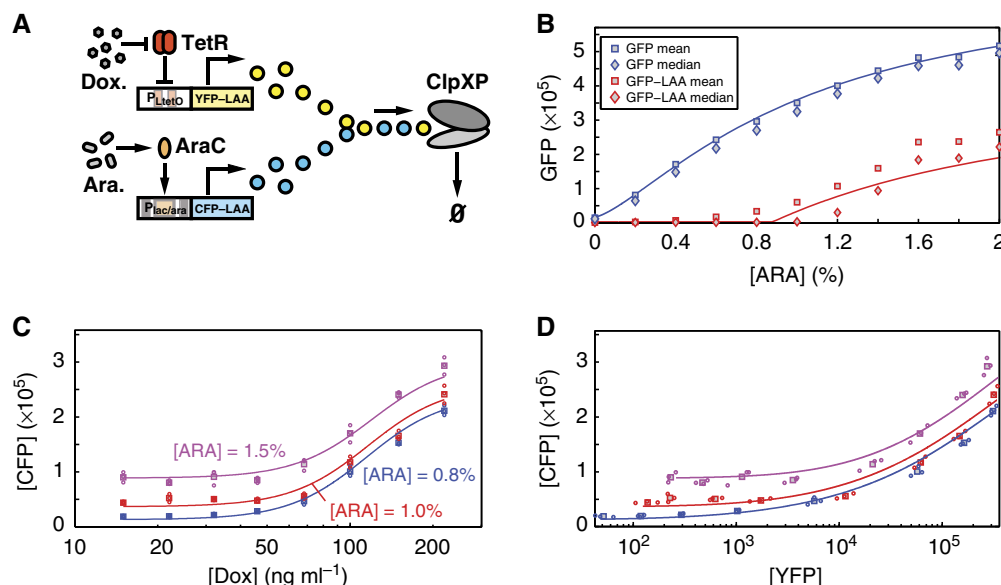 A
Dox.
TetR
PLtetO
YFP–LAA
ClpXP
AraC
Ara.
Plac/ara
CFP–LAA
Ø
B
GFP (×10⁵)
5
4
3
2
1
0
GFP mean
GFP median
GFP–LAA mean
GFP–LAA median
0
0.4
0.8
1.2
1.6
2
[ARA] (%)
C
[CFP] (×10⁵)
3
2
1
0
[ARA] = 1.5%
[ARA] = 0.8%
[ARA] = 1.0%
10
20
50
100
200
[Dox] (ng ml⁻¹)
D
[CFP] (×10⁵)
3
2
1
0
10²
10³
10⁴
10⁵
[YFP]